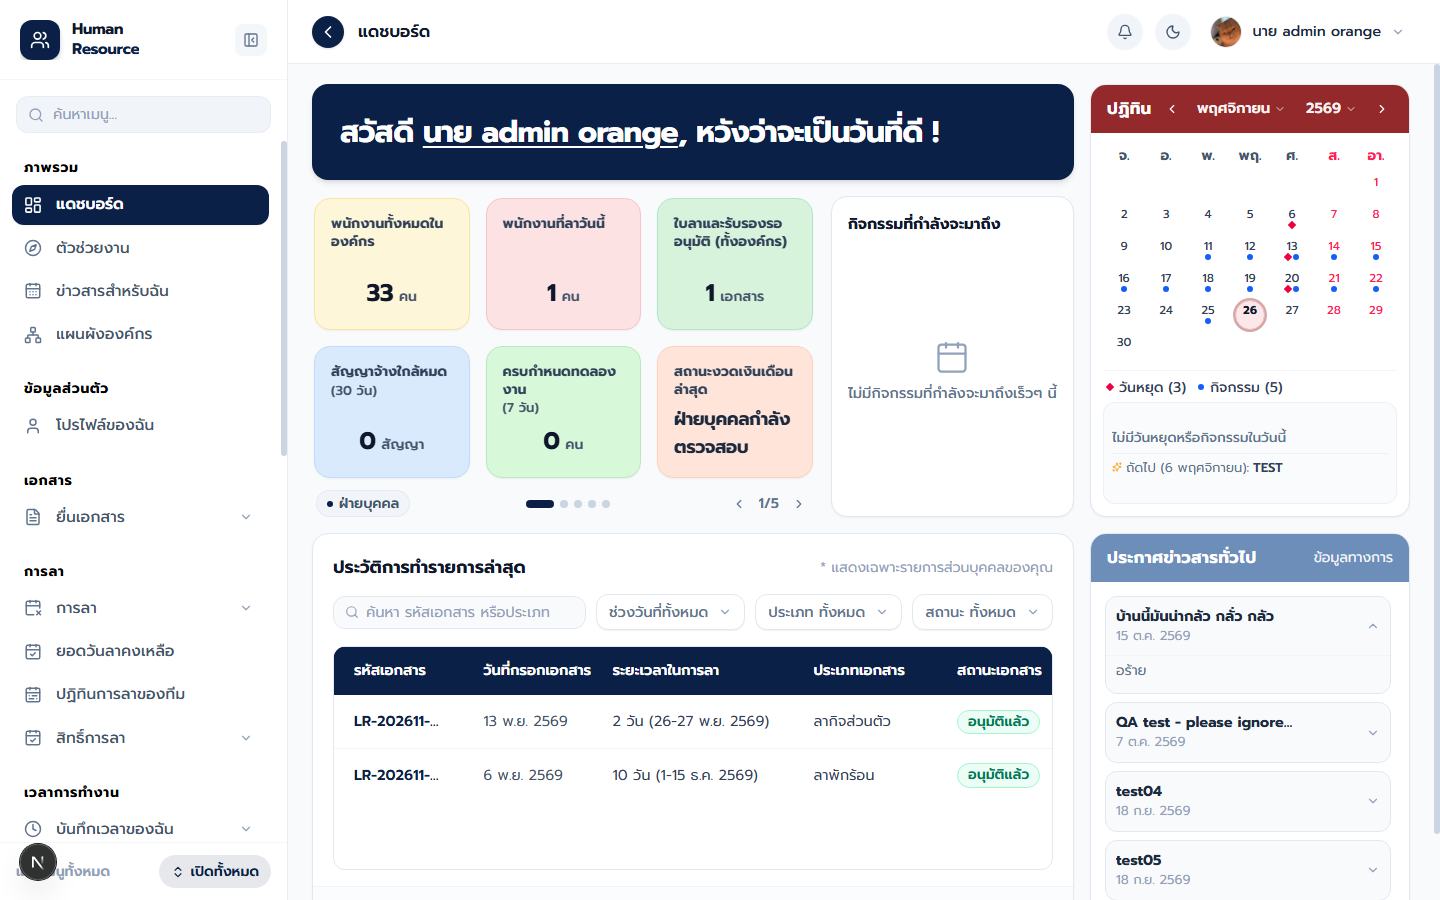 Human
Resource
ค้นหาเมนู...
ภาพรวม
แดชบอร์ด
ตัวช่วยงาน
ข่าวสารสำหรับฉัน
แผนผังองค์กร
ข้อมูลส่วนตัว
โปรไฟล์ของฉัน
เอกสาร
ยื่นเอกสาร
การลา
การลา
ยอดวันลาคงเหลือ
ปฏิทินการลาของทีม
สิทธิ์การลา
เวลาการทำงาน
บันทึกเวลาของฉัน
N
เปิดทั้งหมด
แดชบอร์ด
นาย admin orange
สวัสดี นาย admin orange, หวังว่าจะเป็นวันที่ดี !
พนักงานทั้งหมดใน
องค์กร
33 คน
พนักงานที่ลาวันนี้
1 คน
ใบลาและรับรองรอ
อนุมัติ (ทั้งองค์กร)
1 เอกสาร
สัญญาจ้างใกล้หมด
(30 วัน)
0 สัญญา
ครบกำหนดทดลอง
งาน
(7 วัน)
0 คน
สถานะงวดเงินเดือน
ล่าสุด
ฝ่ายบุคคลกำลัง
ตรวจสอบ
ฝ่ายบุคคล
1/5
กิจกรรมที่กำลังจะมาถึง
ไม่มีกิจกรรมที่กำลังจะมาถึงเร็วๆ นี้
ปฏิทิน พฤศจิกายน 2569
จ. อ. พ. พฤ. ศ. ส. อา.
1
2 3 4 5 6 7 8
9 10 11 12 13 14 15
16 17 18 19 20 21 22
23 24 25 26 27 28 29
30
วันหยุด (3) กิจกรรม (5)
ไม่มีวันหยุดหรือกิจกรรมในวันนี้
ถัดไป (6 พฤศจิกายน): TEST
ประวัติการทำรายการล่าสุด
* แสดงเฉพาะรายการส่วนบุคคลของคุณ
ค้นหา รหัสเอกสาร หรือประเภท
ช่วงวันที่ทั้งหมด
ประเภท ทั้งหมด
สถานะ ทั้งหมด
รหัสเอกสาร วันที่กรอกเอกสาร ระยะเวลาในการลา ประเภทเอกสาร สถานะเอกสาร
LR-202611-... 13 พ.ย. 2569 2 วัน (26-27 พ.ย. 2569) ลากิจส่วนตัว อนุมัติแล้ว
LR-202611-... 6 พ.ย. 2569 10 วัน (1-15 ธ.ค. 2569) ลาพักร้อน อนุมัติแล้ว
ประกาศข่าวสารทั่วไป ข้อมูลทางการ
บ้านนี้มันน่ากลัว กลั่ว กลัว
15 ต.ค. 2569
อร้าย
QA test - please ignore...
7 ต.ค. 2569
test04
18 ก.ย. 2569
test05
18 ก.ย. 2569